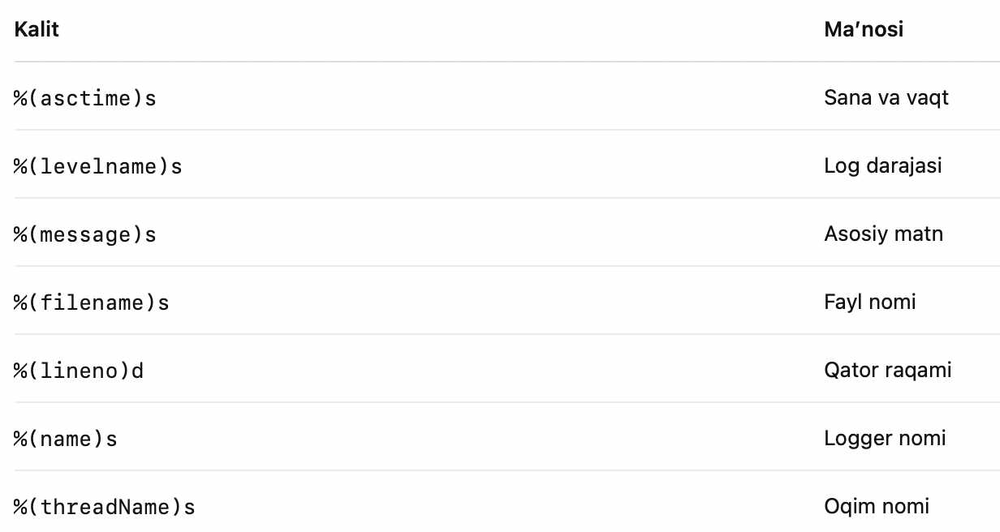 Kalit Ma’nosi
%(asctime)s Sana va vaqt
%(levelname)s Log darajasi
%(message)s Asosiy matn
%(filename)s Fayl nomi
%(lineno)d Qator raqami
%(name)s Logger nomi
%(threadName)s Oqim nomi